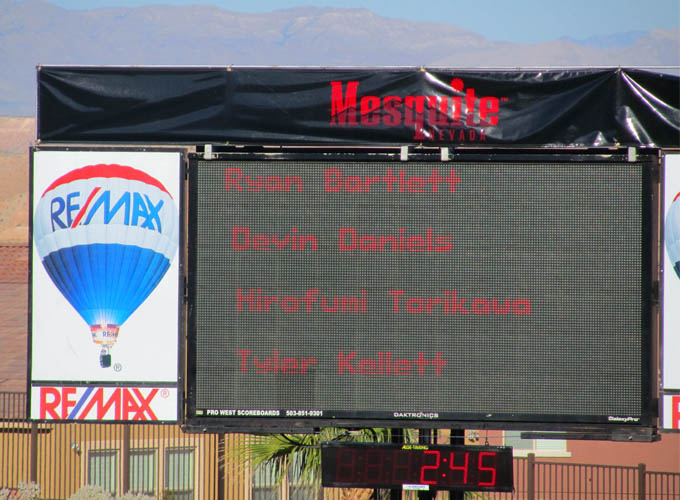 Mesquite
NEVADA
RE/MAX
RE/MAX
Ryan Bartlett
Devin Daniels
Hirofumi Torikawa
Tyler Kellett
PRO WEST SCOREBOARDS 503-851-9301
DAKTRONICS
GalaxyPro
2:45